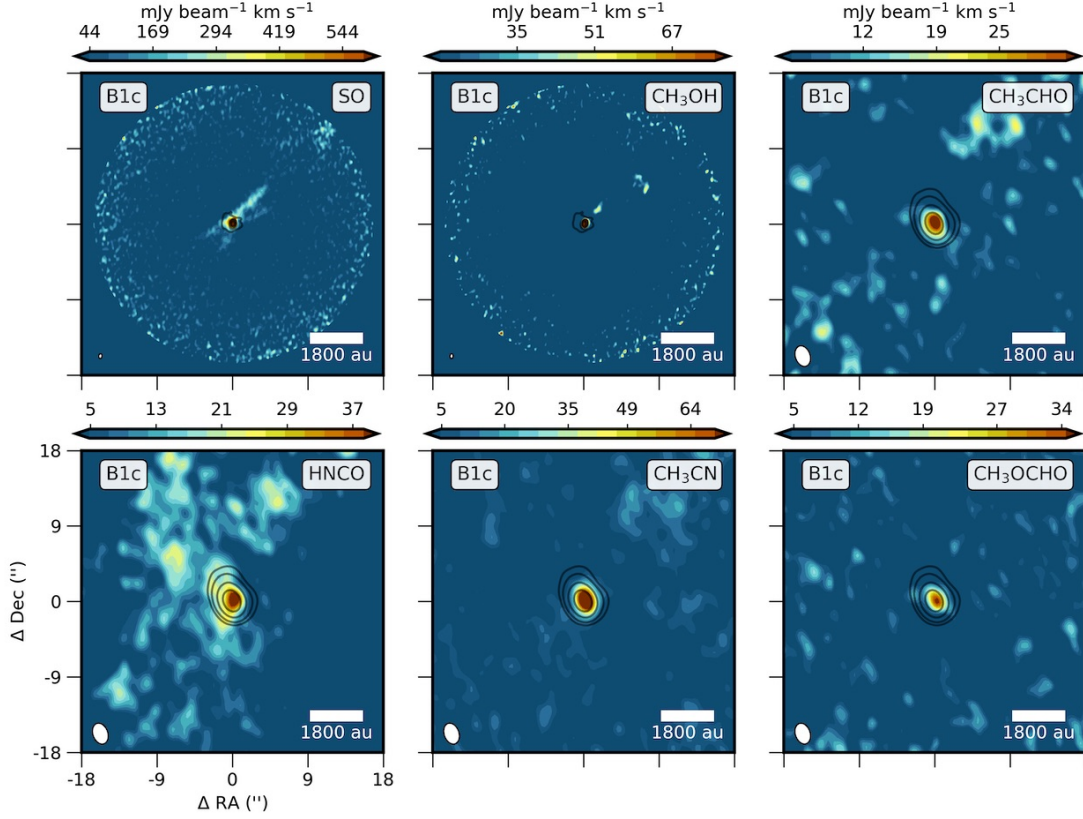 mJy beam⁻¹ km s⁻¹ mJy beam⁻¹ km s⁻¹ mJy beam⁻¹ km s⁻¹
44 169 294 419 544 35 51 67 12 19 25
B1c SO B1c CH₃OH B1c CH₃CHO
1800 au 1800 au 1800 au
5 13 21 29 37 5 20 35 49 64 5 12 19 27 34
18
B1c HNCO B1c CH₃CN B1c CH₃OCHO
9
0
Δ Dec ('')
-9
1800 au 1800 au 1800 au
-18
-18 -9 0 9 18
Δ RA ('')